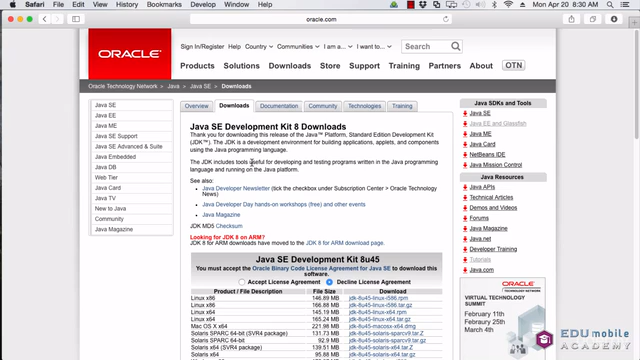 Safari File Edit View History Bookmarks Develop Window Help
Mon Apr 20 8:30 AM
oracle.com
ORACLE
Sign In/Register Help Country Communities I am a... I want to... Search
Products Solutions Downloads Store Support Training Partners About OTN
Oracle Technology Network > Java > Java SE > Downloads
Java SE
Java EE
Java ME
Java SE Support
Java SE Advanced & Suite
Java Embedded
Java DB
Web Tier
Java Card
Java TV
New to Java
Community
Java Magazine
Overview Downloads Documentation Community Technologies Training
Java SE Development Kit 8 Downloads
Thank you for downloading this release of the Java™ Platform, Standard Edition Development Kit
(JDK™). The JDK is a development environment for building applications, applets, and components
using the Java programming language.
The JDK includes tools useful for developing and testing programs written in the Java programming
language and running on the Java platform.
See also:
Java Developer Newsletter (tick the checkbox under Subscription Center > Oracle Technology
News)
Java Developer Day hands-on workshops (free) and other events
Java Magazine
JDK MD5 Checksum
Looking for JDK 8 on ARM?
JDK 8 for ARM downloads have moved to the JDK 8 for ARM download page.
Java SE Development Kit 8u45
You must accept the Oracle Binary Code License Agreement for Java SE to download this
software.
Accept License Agreement Decline License Agreement
Product / File Description File Size Download
Linux x86 146.89 MB jdk-8u45-linux-i586.rpm
Linux x86 166.88 MB jdk-8u45-linux-i586.tar.gz
Linux x64 145.19 MB jdk-8u45-linux-x64.rpm
Linux x64 165.24 MB jdk-8u45-linux-x64.tar.gz
Mac OS X x64 221.98 MB jdk-8u45-macosx-x64.dmg
Solaris SPARC 64-bit (SVR4 package) 131.73 MB jdk-8u45-solaris-sparcv9.tar.Z
Solaris SPARC 64-bit 92.9 MB jdk-8u45-solaris-sparcv9.tar.gz
Solaris x64 (SVR4 package) 139.51 MB jdk-8u45-solaris-x64.tar.Z
Solaris x64 95.88 MB jdk-8u45-solaris-x64.tar.gz
Java SDKs and Tools
Java SE
Java EE and Glassfish
Java ME
Java Card
NetBeans IDE
Java Mission Control
Java Resources
Java APIs
Technical Articles
Demos and Videos
Forums
Java Magazine
Java.net
Developer Training
Tutorials
Java.com
OTN
VIRTUAL TECHNOLOGY
SUMMIT
February 11th
February 25th
March 4th
EDUmobile
ACADEMY